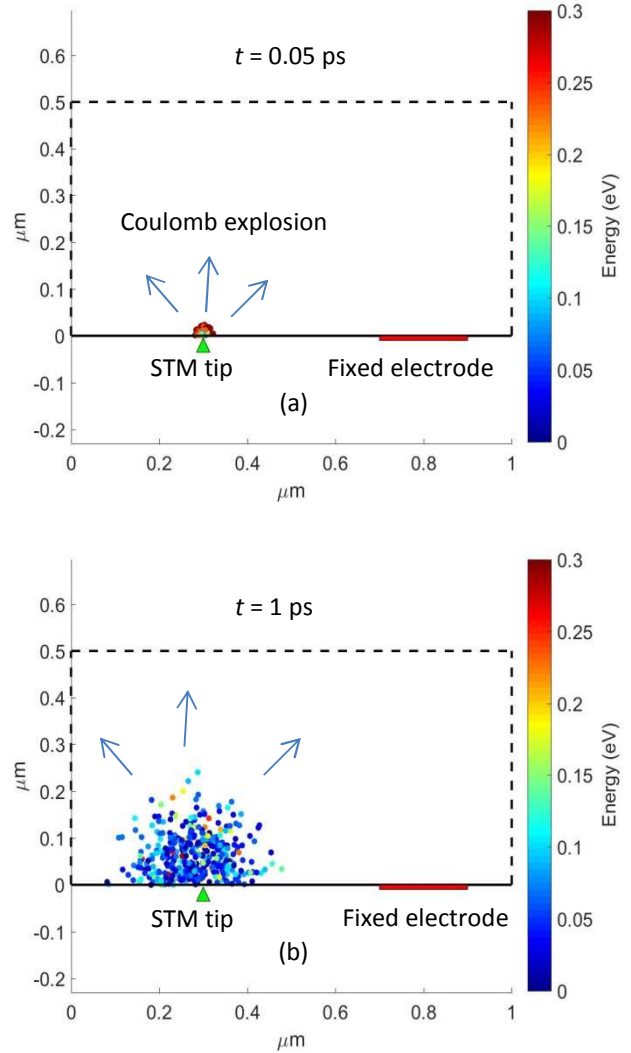 t = 0.05 ps
0.6
0.5
0.4
0.3
0.2
0.1
0
-0.1
-0.2
μm
Coulomb explosion
STM tip
Fixed electrode
(a)
0
0.2
0.4
0.6
0.8
1
μm
0.3
0.25
0.2
0.15
0.1
0.05
0
Energy (eV)
t = 1 ps
0.6
0.5
0.4
0.3
0.2
0.1
0
-0.1
-0.2
μm
STM tip
Fixed electrode
(b)
0
0.2
0.4
0.6
0.8
1
μm
0.3
0.25
0.2
0.15
0.1
0.05
0
Energy (eV)